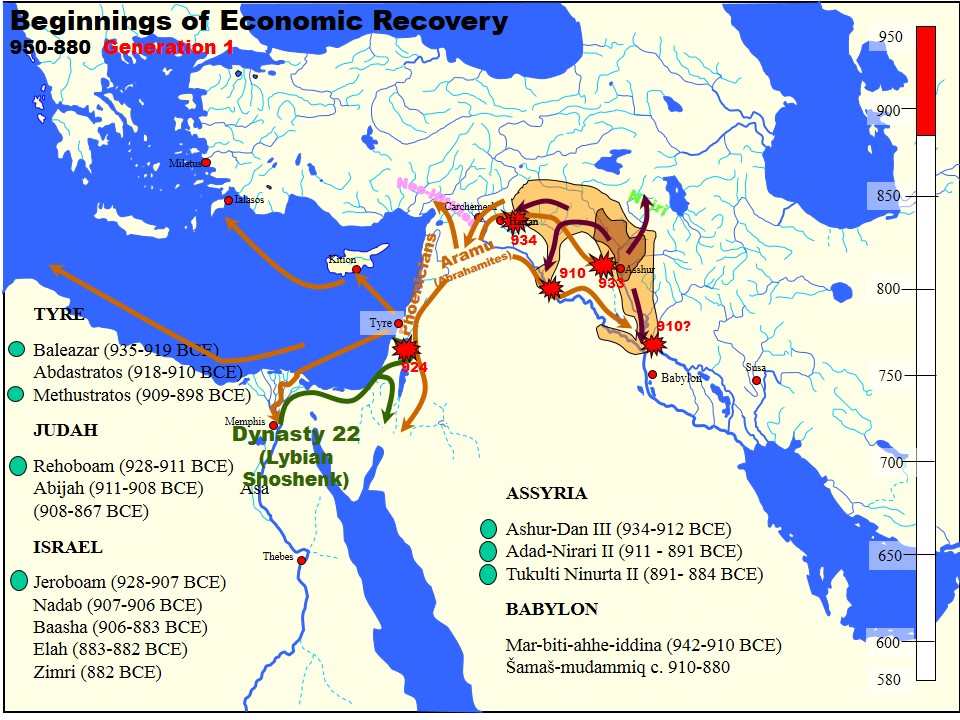 Beginnings of Economic Recovery
950-880 Generation 1
950
900
850
800
750
700
650
600
580
Miletus
Ialasos
Kition
Carchemesh
Harran
934
Aramu
(Abrahamites)
Phoenicians
910
933
Asshur
910?
Tyre
924
Babylon
Susa
Memphis
Dynasty 22
(Lybian
Shoshenk)
Thebes
TYRE
Baleazar (935-919 BCE)
Abdastratos (918-910 BCE)
Methustratos (909-898 BCE)
JUDAH
Rehoboam (928-911 BCE)
Abijah (911-908 BCE) Asa
(908-867 BCE)
ISRAEL
Jeroboam (928-907 BCE)
Nadab (907-906 BCE)
Baasha (906-883 BCE)
Elah (883-882 BCE)
Zimri (882 BCE)
ASSYRIA
Ashur-Dan III (934-912 BCE)
Adad-Nirari II (911 - 891 BCE)
Tukulti Ninurta II (891- 884 BCE)
BABYLON
Mar-biti-ahhe-iddina (942-910 BCE)
Šamaš-mudammiq c. 910-880